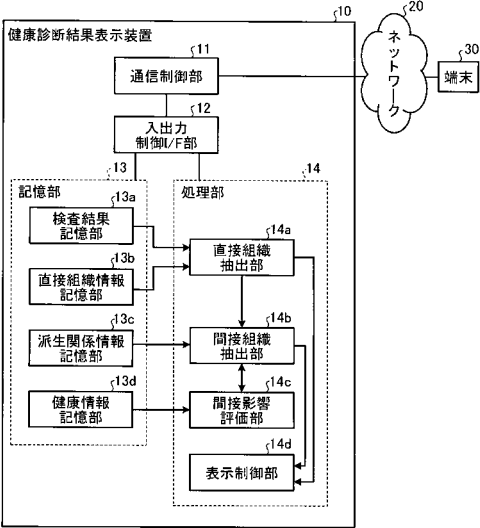 10
20
健康診断結果表示装置
11
通信制御部
ネットワーク
30
端末
12
入出力
制御I/F部
13
記憶部
14
処理部
13a
検査結果
記憶部
14a
直接組織
抽出部
13b
直接組織情報
記憶部
13c
派生関係情報
記憶部
14b
間接組織
抽出部
13d
健康情報
記憶部
14c
間接影響
評価部
14d
表示制御部